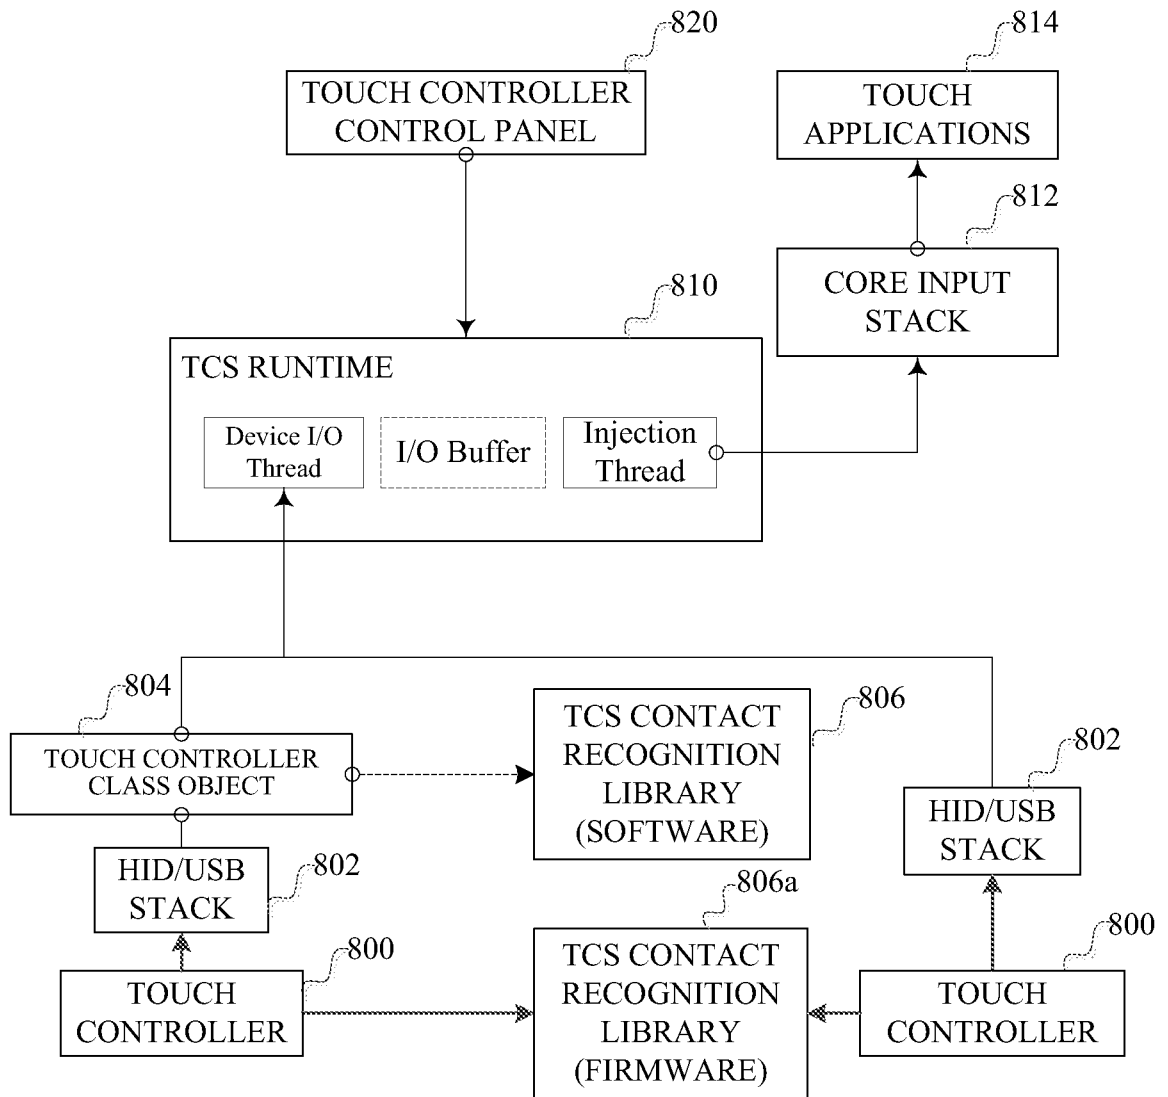 820
TOUCH CONTROLLER
CONTROL PANEL
814
TOUCH
APPLICATIONS
812
CORE INPUT
STACK
810
TCS RUNTIME
Device I/O
Thread
I/O Buffer
Injection
Thread
804
TOUCH CONTROLLER
CLASS OBJECT
806
TCS CONTACT
RECOGNITION
LIBRARY
(SOFTWARE)
802
HID/USB
STACK
802
HID/USB
STACK
806a
TCS CONTACT
RECOGNITION
LIBRARY
(FIRMWARE)
800
TOUCH
CONTROLLER
800
TOUCH
CONTROLLER